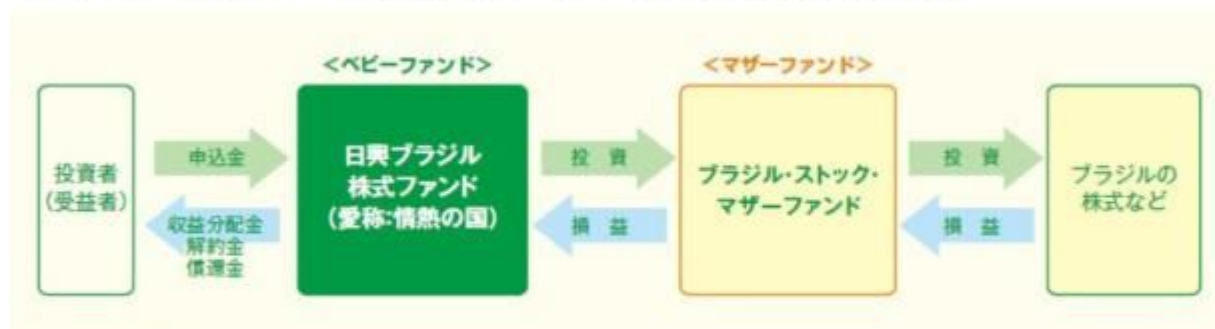 <ベビーファンド>
<マザーファンド>
投資者
(受益者)
申込金
収益分配金
解約金
償還金
日興ブラジル
株式ファンド
(愛称:情熱の国)
投 資
損 益
ブラジル・ストック・
マザーファンド
投 資
損 益
ブラジルの
株式など